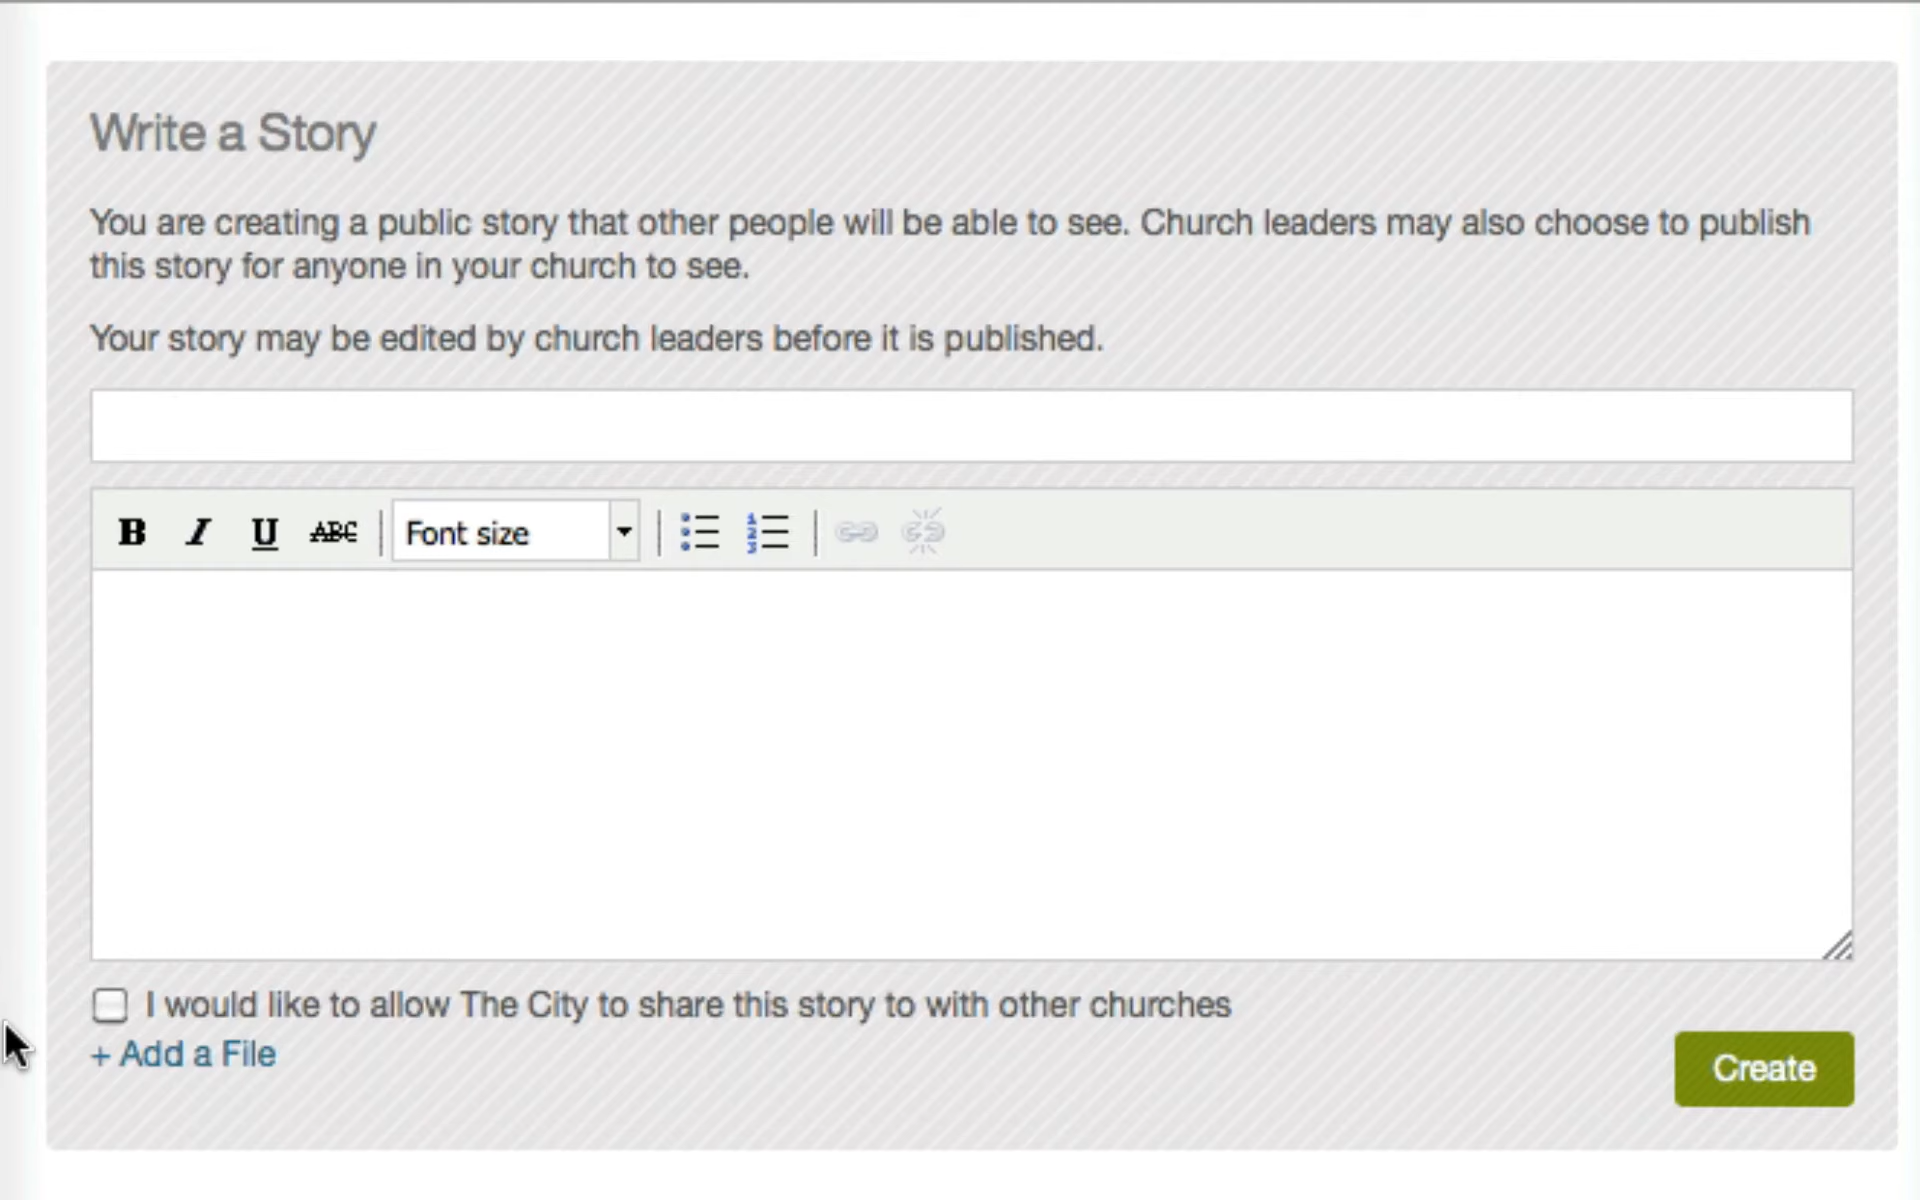 Write a Story
You are creating a public story that other people will be able to see. Church leaders may also choose to publish
this story for anyone in your church to see.
Your story may be edited by church leaders before it is published.
B I U ABC Font size
I would like to allow The City to share this story to with other churches
+ Add a File
Create